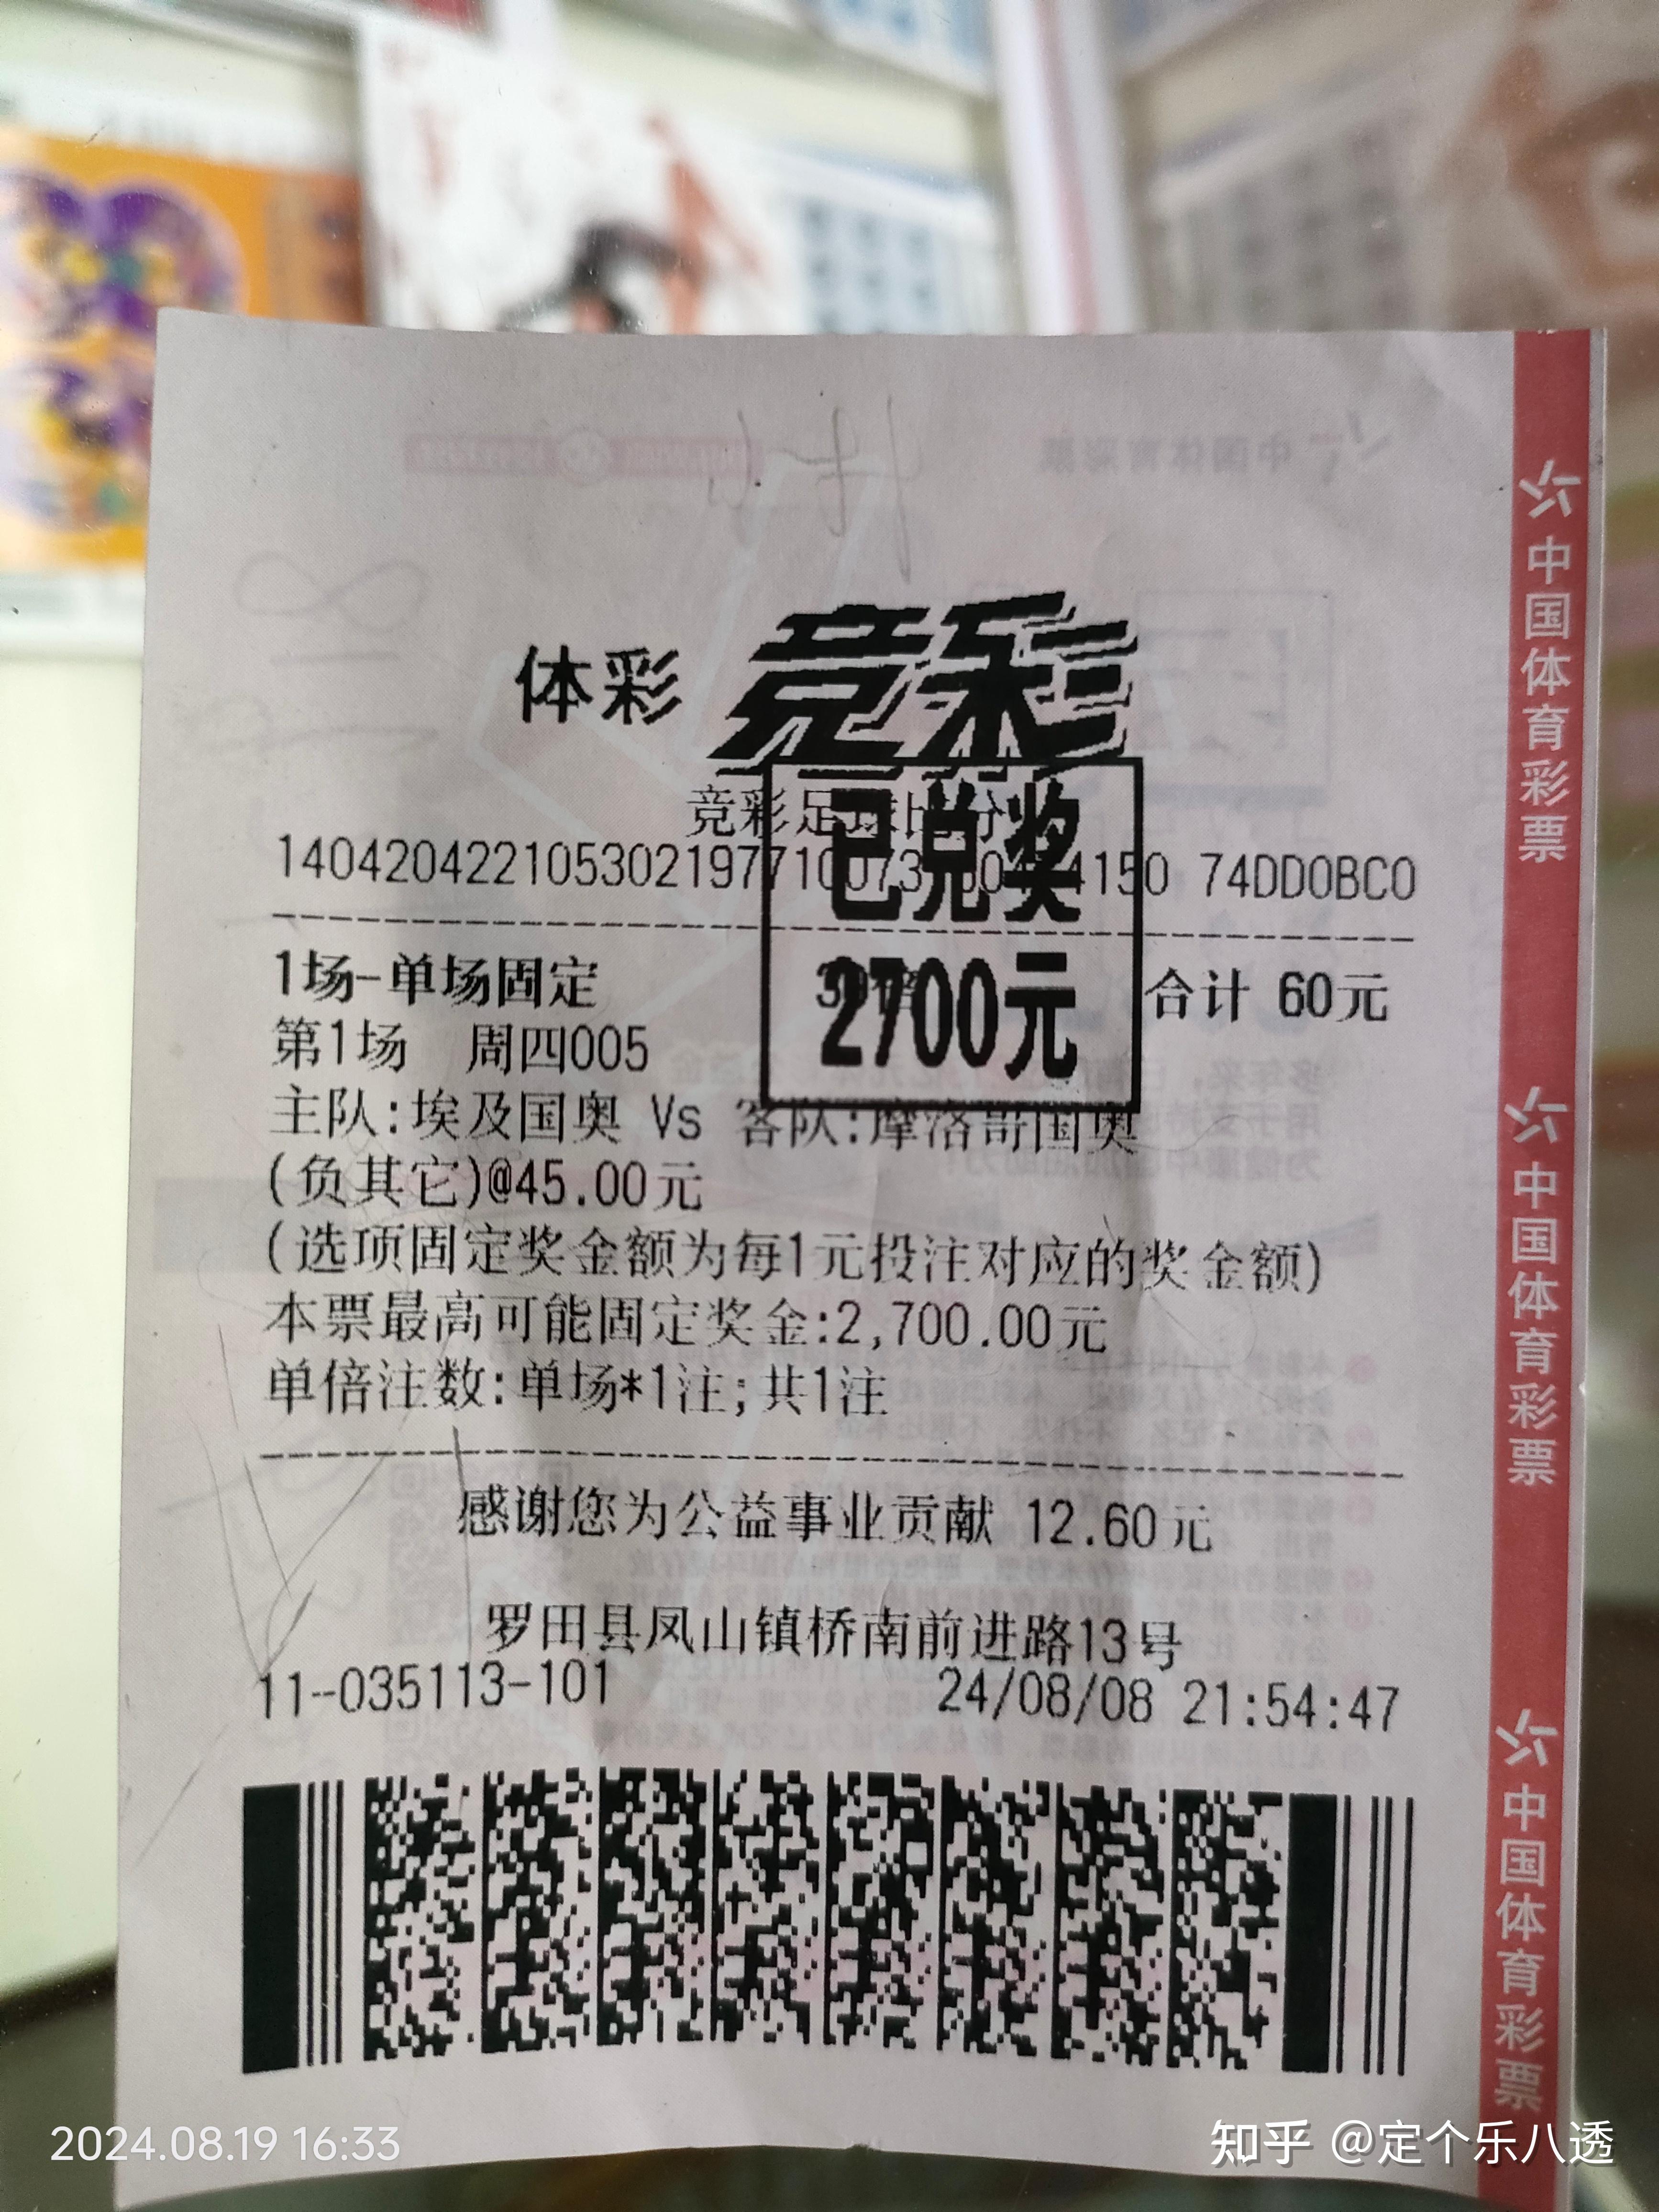 体彩 竞彩
竞彩足球比分
已兑奖
2700元
74DD0BC0
1场-单场固定
合计 60元
第1场 周四005
主队:埃及国奥 Vs 客队:摩洛哥国奥
(负其它)@45.00元
(选项固定奖金额为每1元投注对应的奖金额)
本票最高可能固定奖金:2,700.00元
单倍注数:单场*1注;共1注
感谢您为公益事业贡献 12.60元
罗田县凤山镇桥南前进路13号
11-035113-101 24/08/08 21:54:47
中国体育彩票
中国体育彩票
中国体育彩票
2024.08.19 16:33
知乎 @定个乐八透